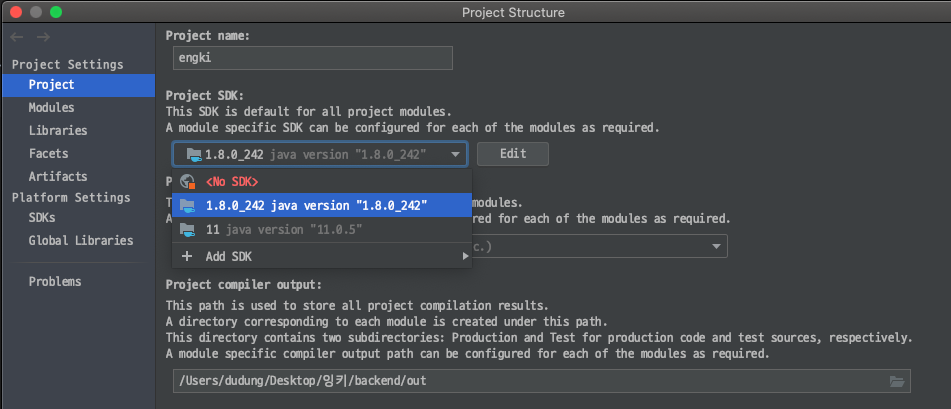 Project Structure
Project Settings
Project
Modules
Libraries
Facets
Artifacts
Platform Settings
SDKs
Global Libraries
Problems
Project name:
engki
Project SDK:
This SDK is default for all project modules.
A module specific SDK can be configured for each of the modules as required.
1.8.0_242 java version "1.8.0_242"
Edit
<No SDK>
1.8.0_242 java version "1.8.0_242"
11 java version "11.0.5"
Add SDK
P
T modules.
A red for each of the modules as required.
c.)
Project compiler output:
This path is used to store all project compilation results.
A directory corresponding to each module is created under this path.
This directory contains two subdirectories: Production and Test for production code and test sources, respectively.
A module specific compiler output path can be configured for each of the modules as required.
/Users/dudung/Desktop/잉키/backend/out